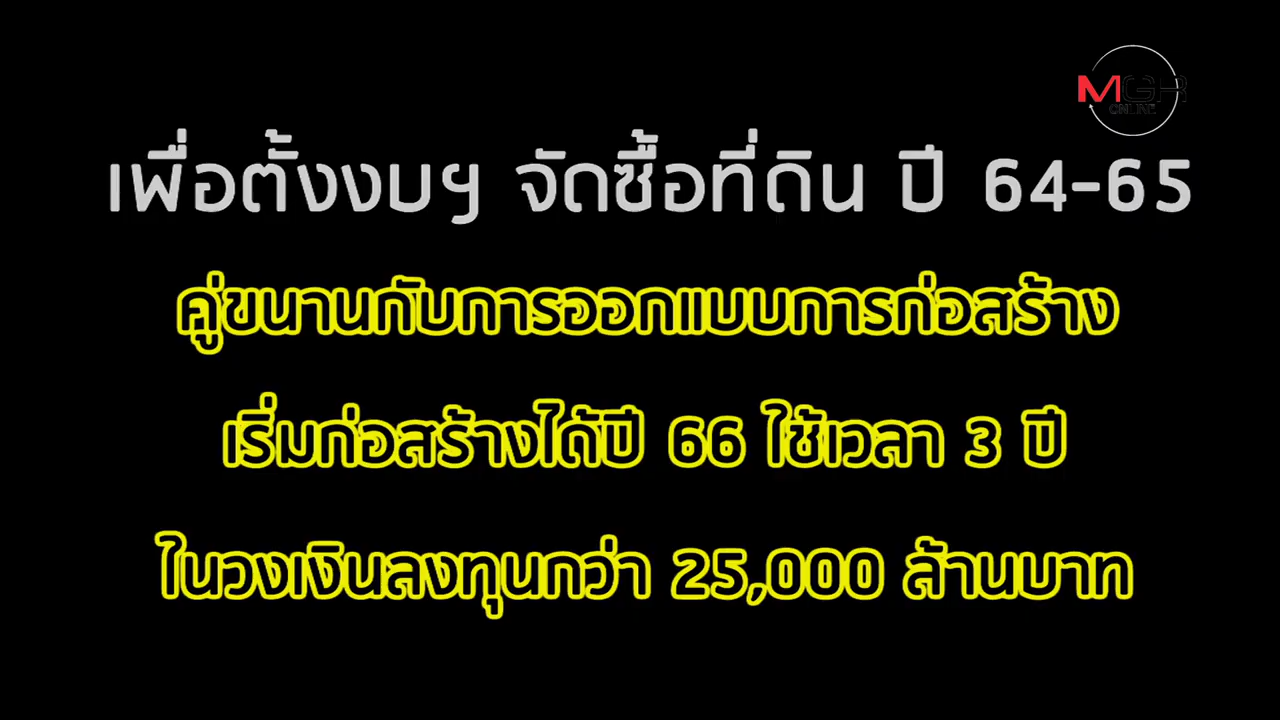 MGR
ONLINE
เพื่อตั้งงบฯ จัดซื้อที่ดิน ปี 64-65
คู่ขนานกับการออกแบบการก่อสร้าง
เริ่มก่อสร้างได้ปี 66 ใช้เวลา 3 ปี
ในวงเงินลงทุนกว่า 25,000 ล้านบาท